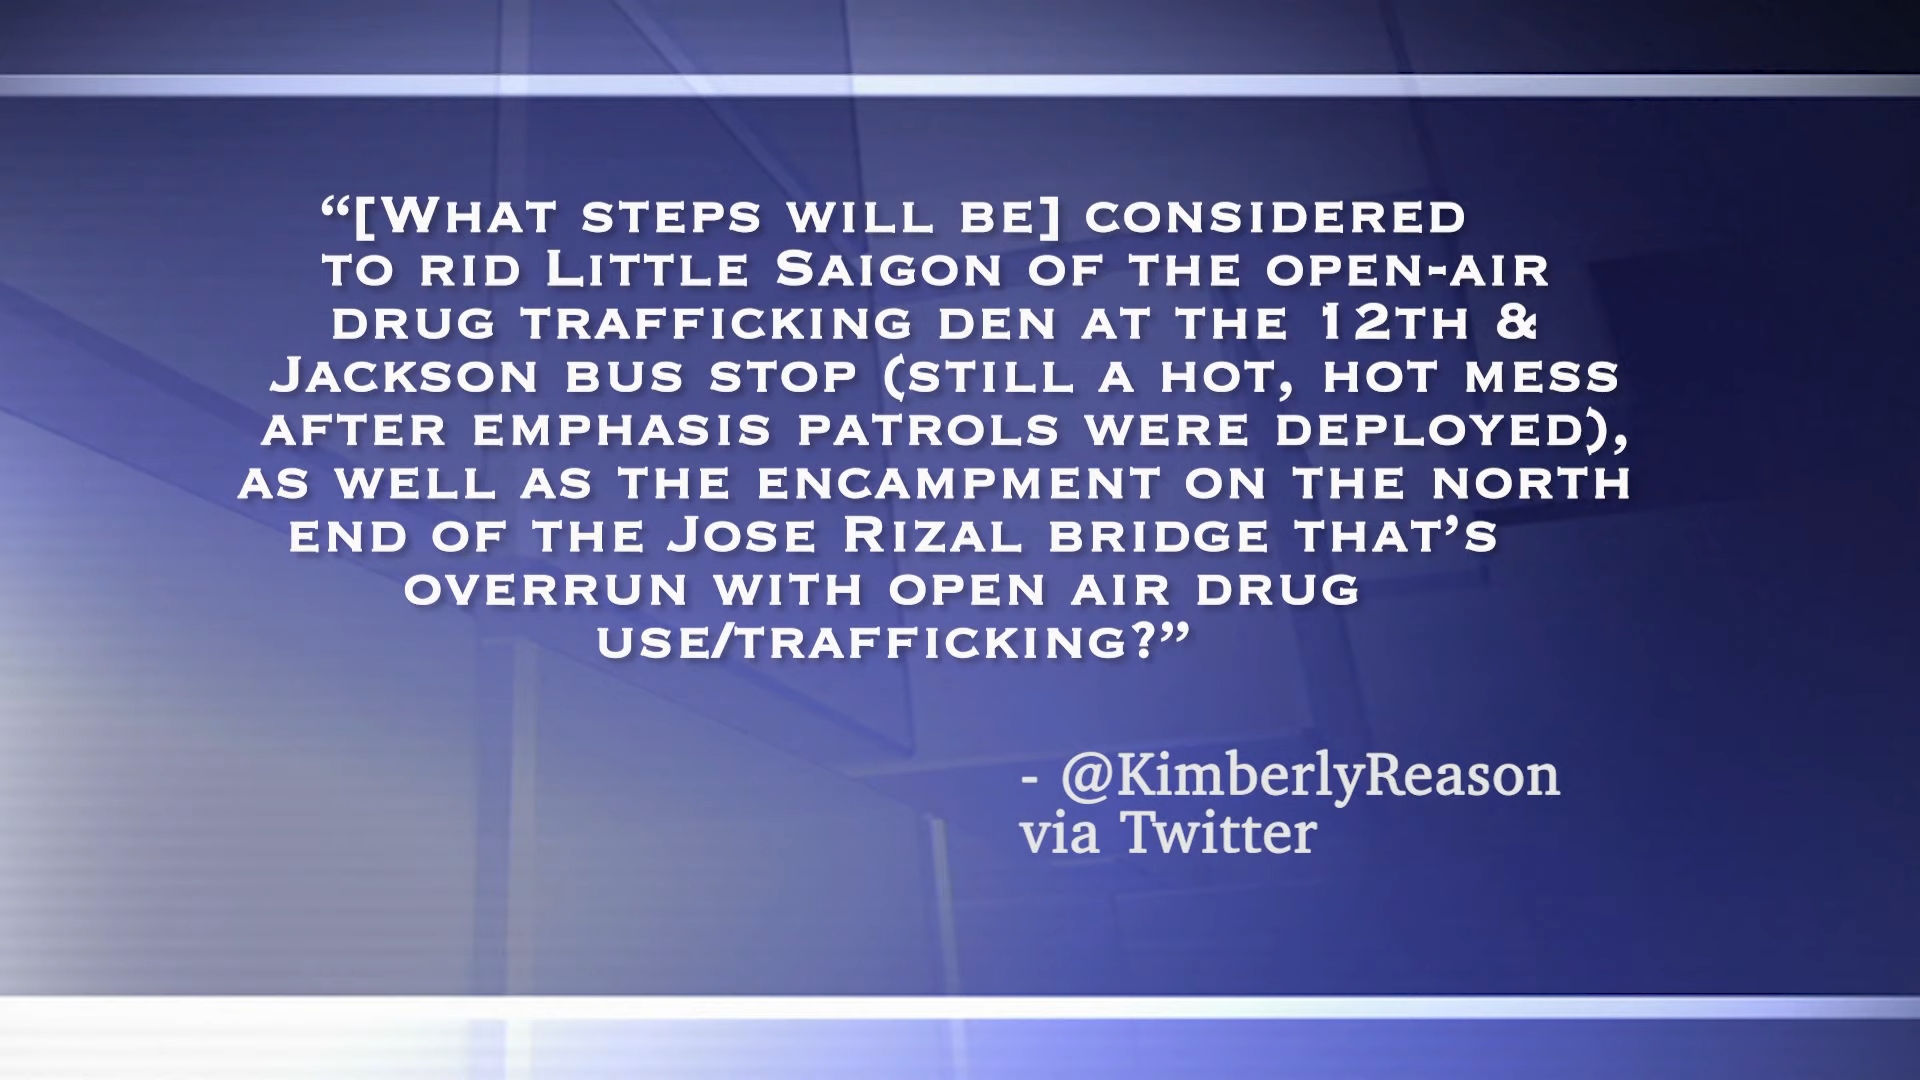 “[What steps will be] considered
to rid Little Saigon of the open-air
drug trafficking den at the 12th &
Jackson bus stop (still a hot, hot mess
after emphasis patrols were deployed),
as well as the encampment on the north
end of the Jose Rizal bridge that’s
overrun with open air drug
use/trafficking?”
- @KimberlyReason
via Twitter